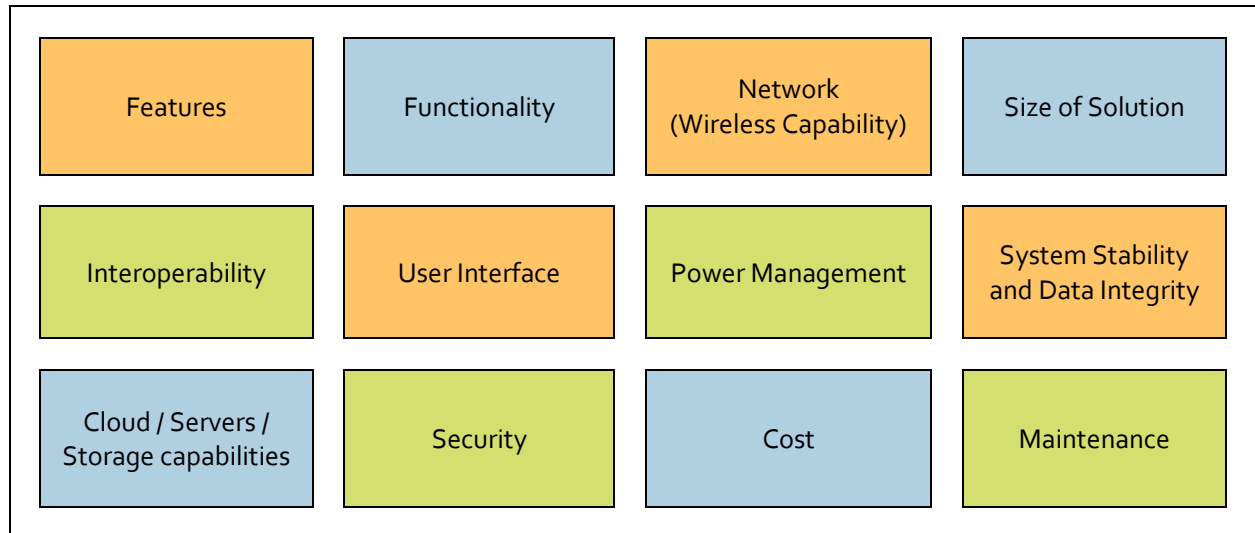 Features
Functionality
Network
(Wireless Capability)
Size of Solution
Interoperability
User Interface
Power Management
System Stability
and Data Integrity
Cloud / Servers /
Storage capabilities
Security
Cost
Maintenance